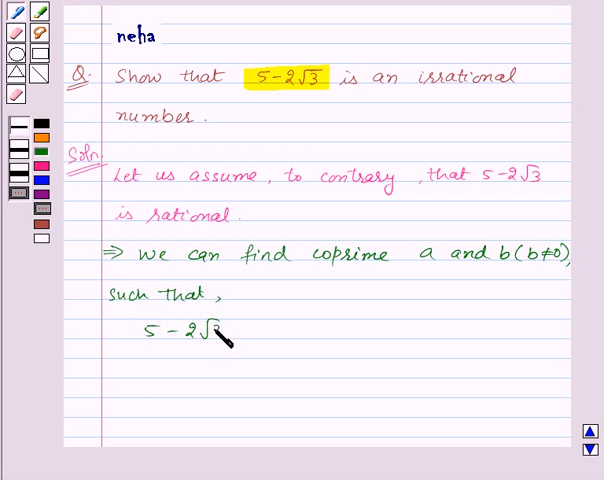 neha
Q. Show that 5-2√3 is an irrational
number.
Soln. Let us assume, to contrary, that 5-2√3
is rational.
⇒ we can find coprime a and b(b≠0),
such that,
5-2√3